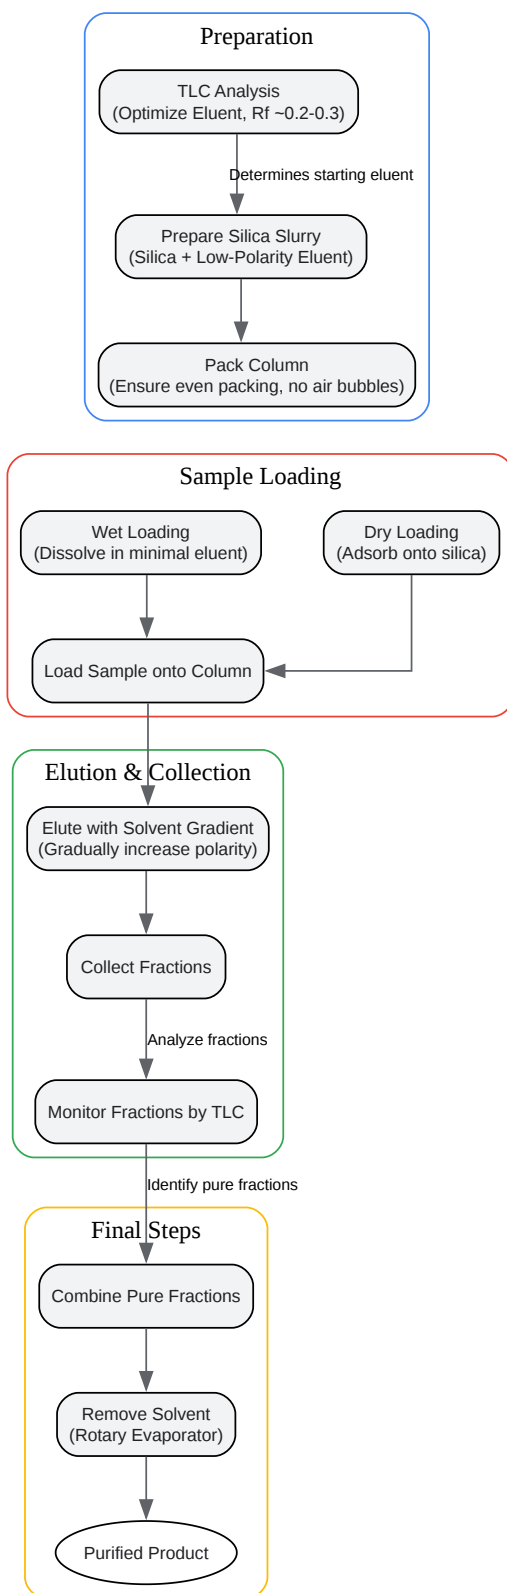 Preparation
TLC Analysis
(Optimize Eluent, Rf ~0.2-0.3)
Determines starting eluent
Prepare Silica Slurry
(Silica + Low-Polarity Eluent)
Pack Column
(Ensure even packing, no air bubbles)
Sample Loading
Wet Loading
(Dissolve in minimal eluent)
Dry Loading
(Adsorb onto silica)
Load Sample onto Column
Elution & Collection
Elute with Solvent Gradient
(Gradually increase polarity)
Collect Fractions
Analyze fractions
Monitor Fractions by TLC
Identify pure fractions
Final Steps
Combine Pure Fractions
Remove Solvent
(Rotary Evaporator)
Purified Product